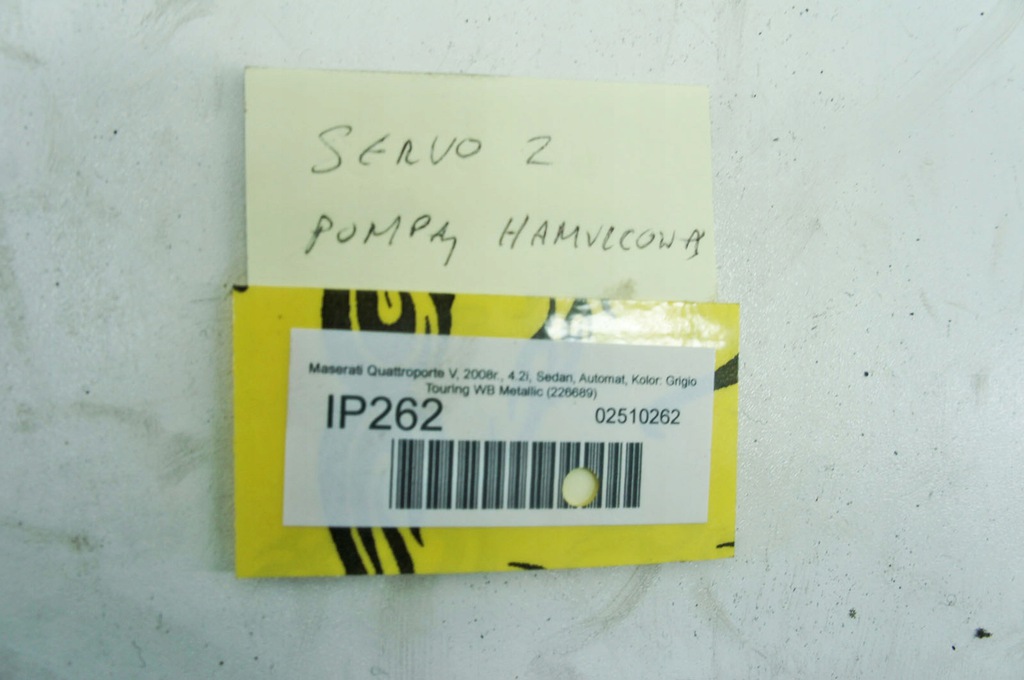 SERVO Z
POMPĄ HAMULCOWĄ
Maserati Quattroporte V, 2008r., 4.2i, Sedan, Automat, Kolor: Grigio
Touring WB Metallic (226689)
IP262
02510262